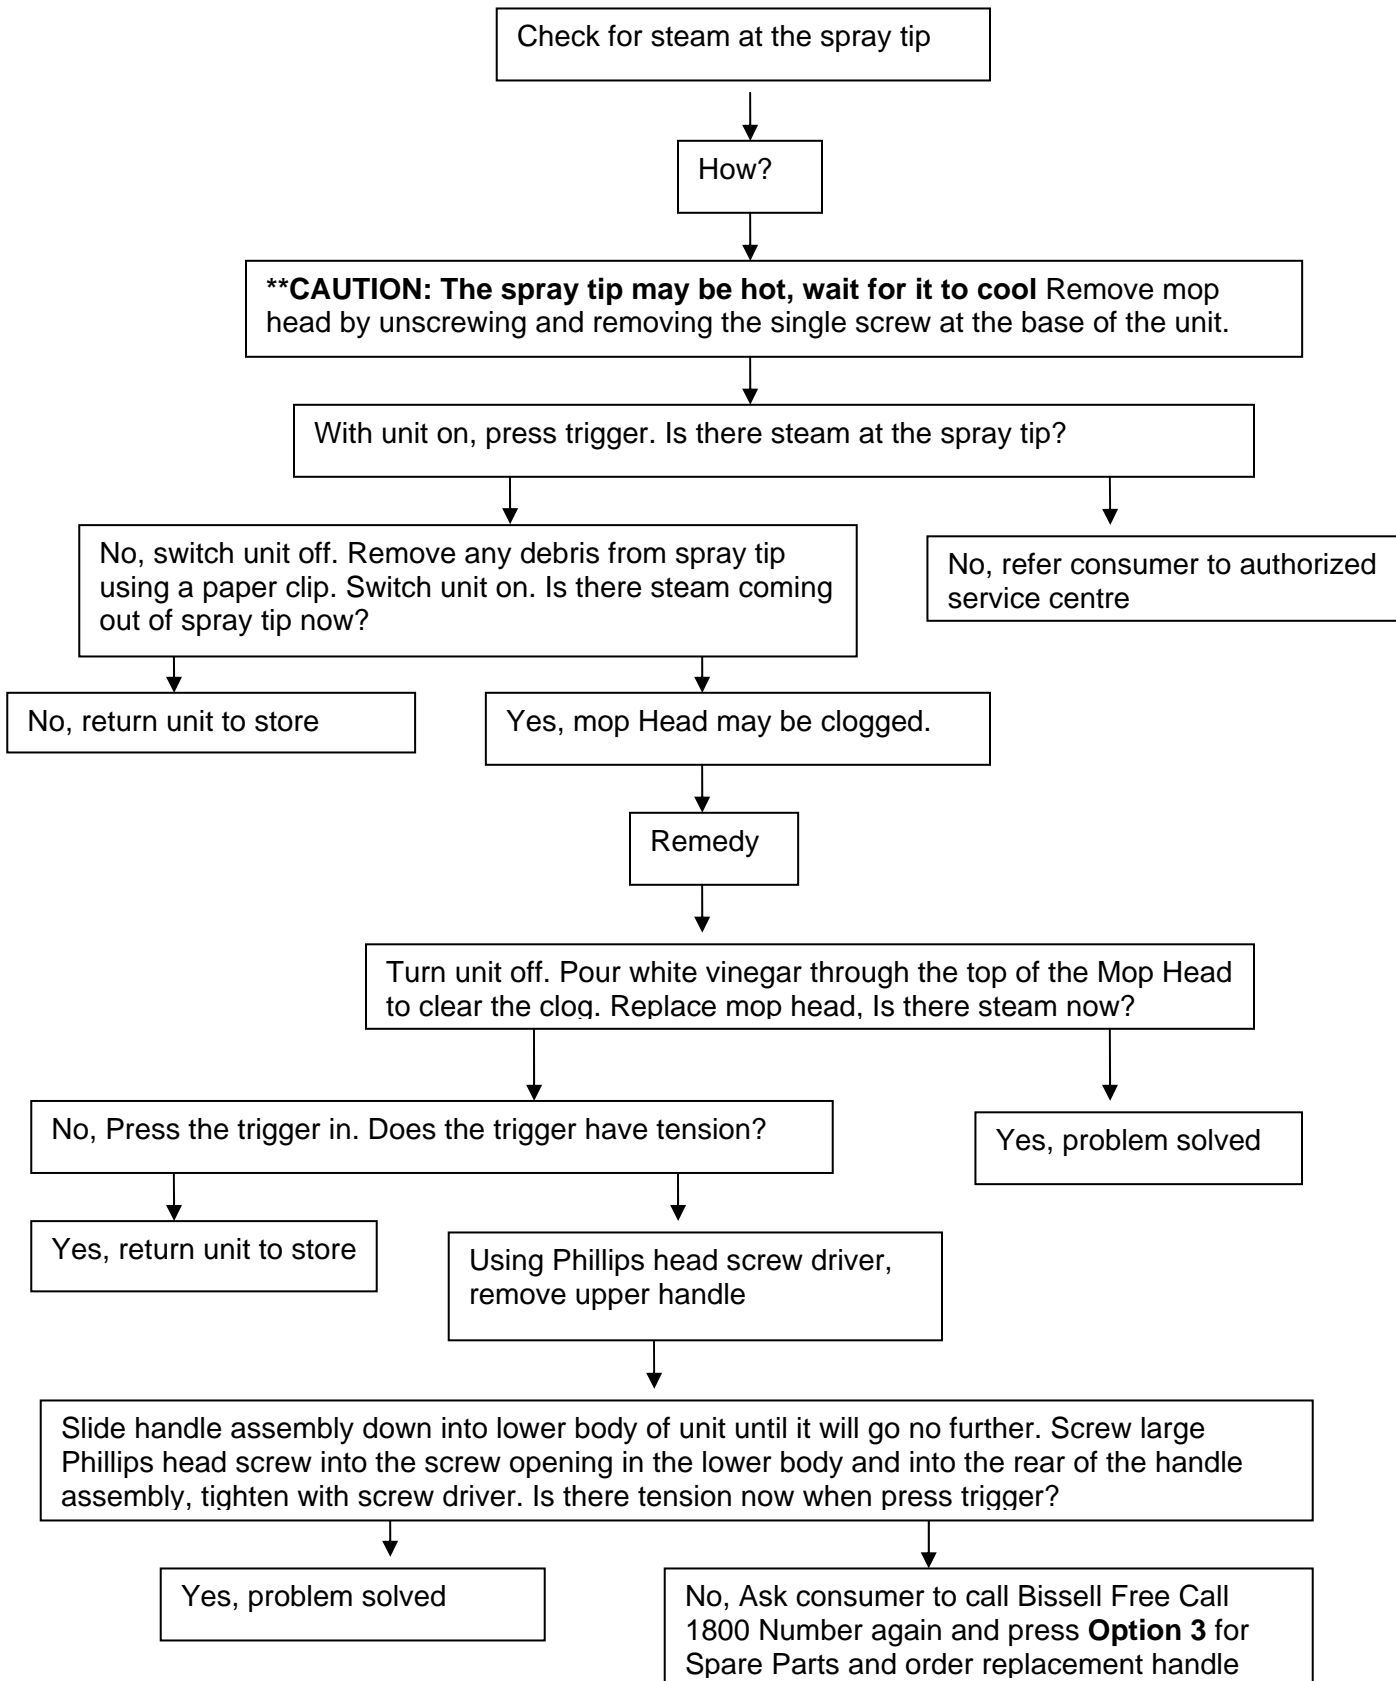 Check for steam at the spray tip
How?
**CAUTION: The spray tip may be hot, wait for it to cool Remove mop
head by unscrewing and removing the single screw at the base of the unit.
With unit on, press trigger. Is there steam at the spray tip?
No, switch unit off. Remove any debris from spray tip
using a paper clip. Switch unit on. Is there steam coming
out of spray tip now?
No, refer consumer to authorized
service centre
No, return unit to store
Yes, mop Head may be clogged.
Remedy
Turn unit off. Pour white vinegar through the top of the Mop Head
to clear the clog. Replace mop head, Is there steam now?
No, Press the trigger in. Does the trigger have tension?
Yes, problem solved
Yes, return unit to store
Using Phillips head screw driver,
remove upper handle
Slide handle assembly down into lower body of unit until it will go no further. Screw large
Phillips head screw into the screw opening in the lower body and into the rear of the handle
assembly, tighten with screw driver. Is there tension now when press trigger?
Yes, problem solved
No, Ask consumer to call Bissell Free Call
1800 Number again and press Option 3 for
Spare Parts and order replacement handle